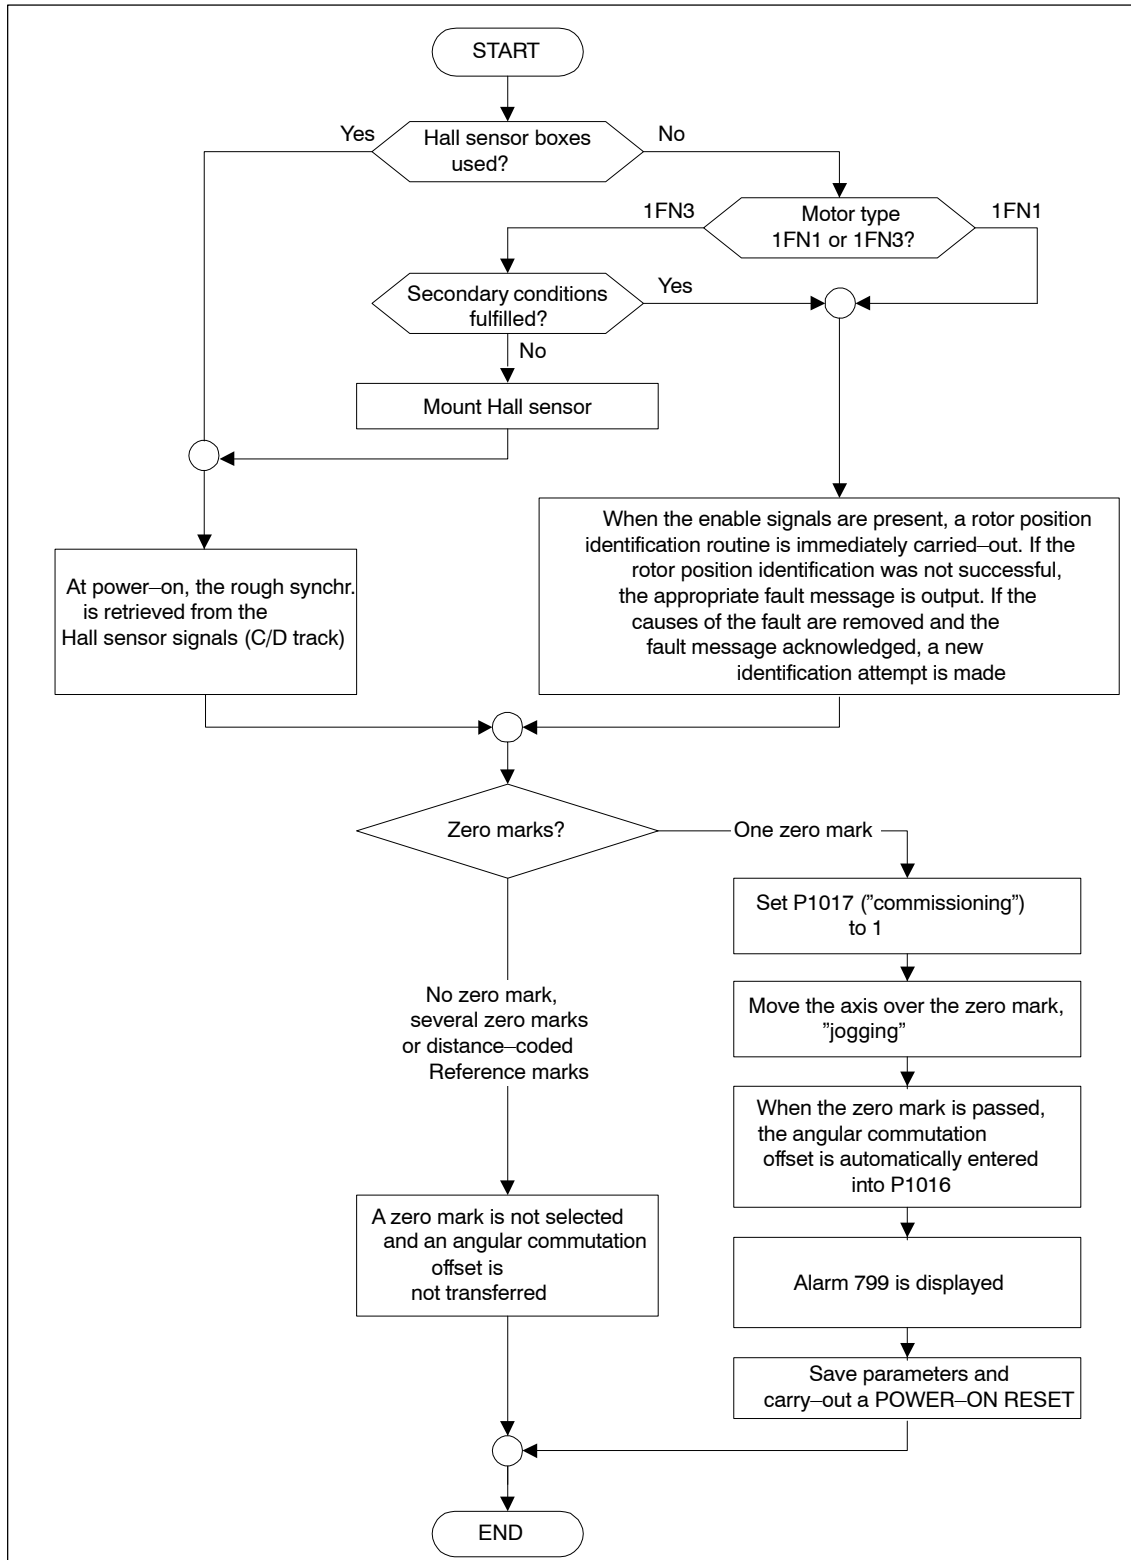 START
Yes
Hall sensor boxes
used?
No
1FN3
Motor type
1FN1 or 1FN3?
1FN1
Secondary conditions
fulfilled?
Yes
No
Mount Hall sensor
At power–on, the rough synchr.
is retrieved from the
Hall sensor signals (C/D track)
When the enable signals are present, a rotor position
identification routine is immediately carried–out. If the
rotor position identification was not successful,
the appropriate fault message is output. If the
causes of the fault are removed and the
fault message acknowledged, a new
identification attempt is made
Zero marks?
One zero mark
Set P1017 (”commissioning”)
to 1
Move the axis over the zero mark,
”jogging”
No zero mark,
several zero marks
or distance–coded
Reference marks
When the zero mark is passed,
the angular commutation
offset is automatically entered
into P1016
A zero mark is not selected
and an angular commutation
offset is
not transferred
Alarm 799 is displayed
Save parameters and
carry–out a POWER–ON RESET
END